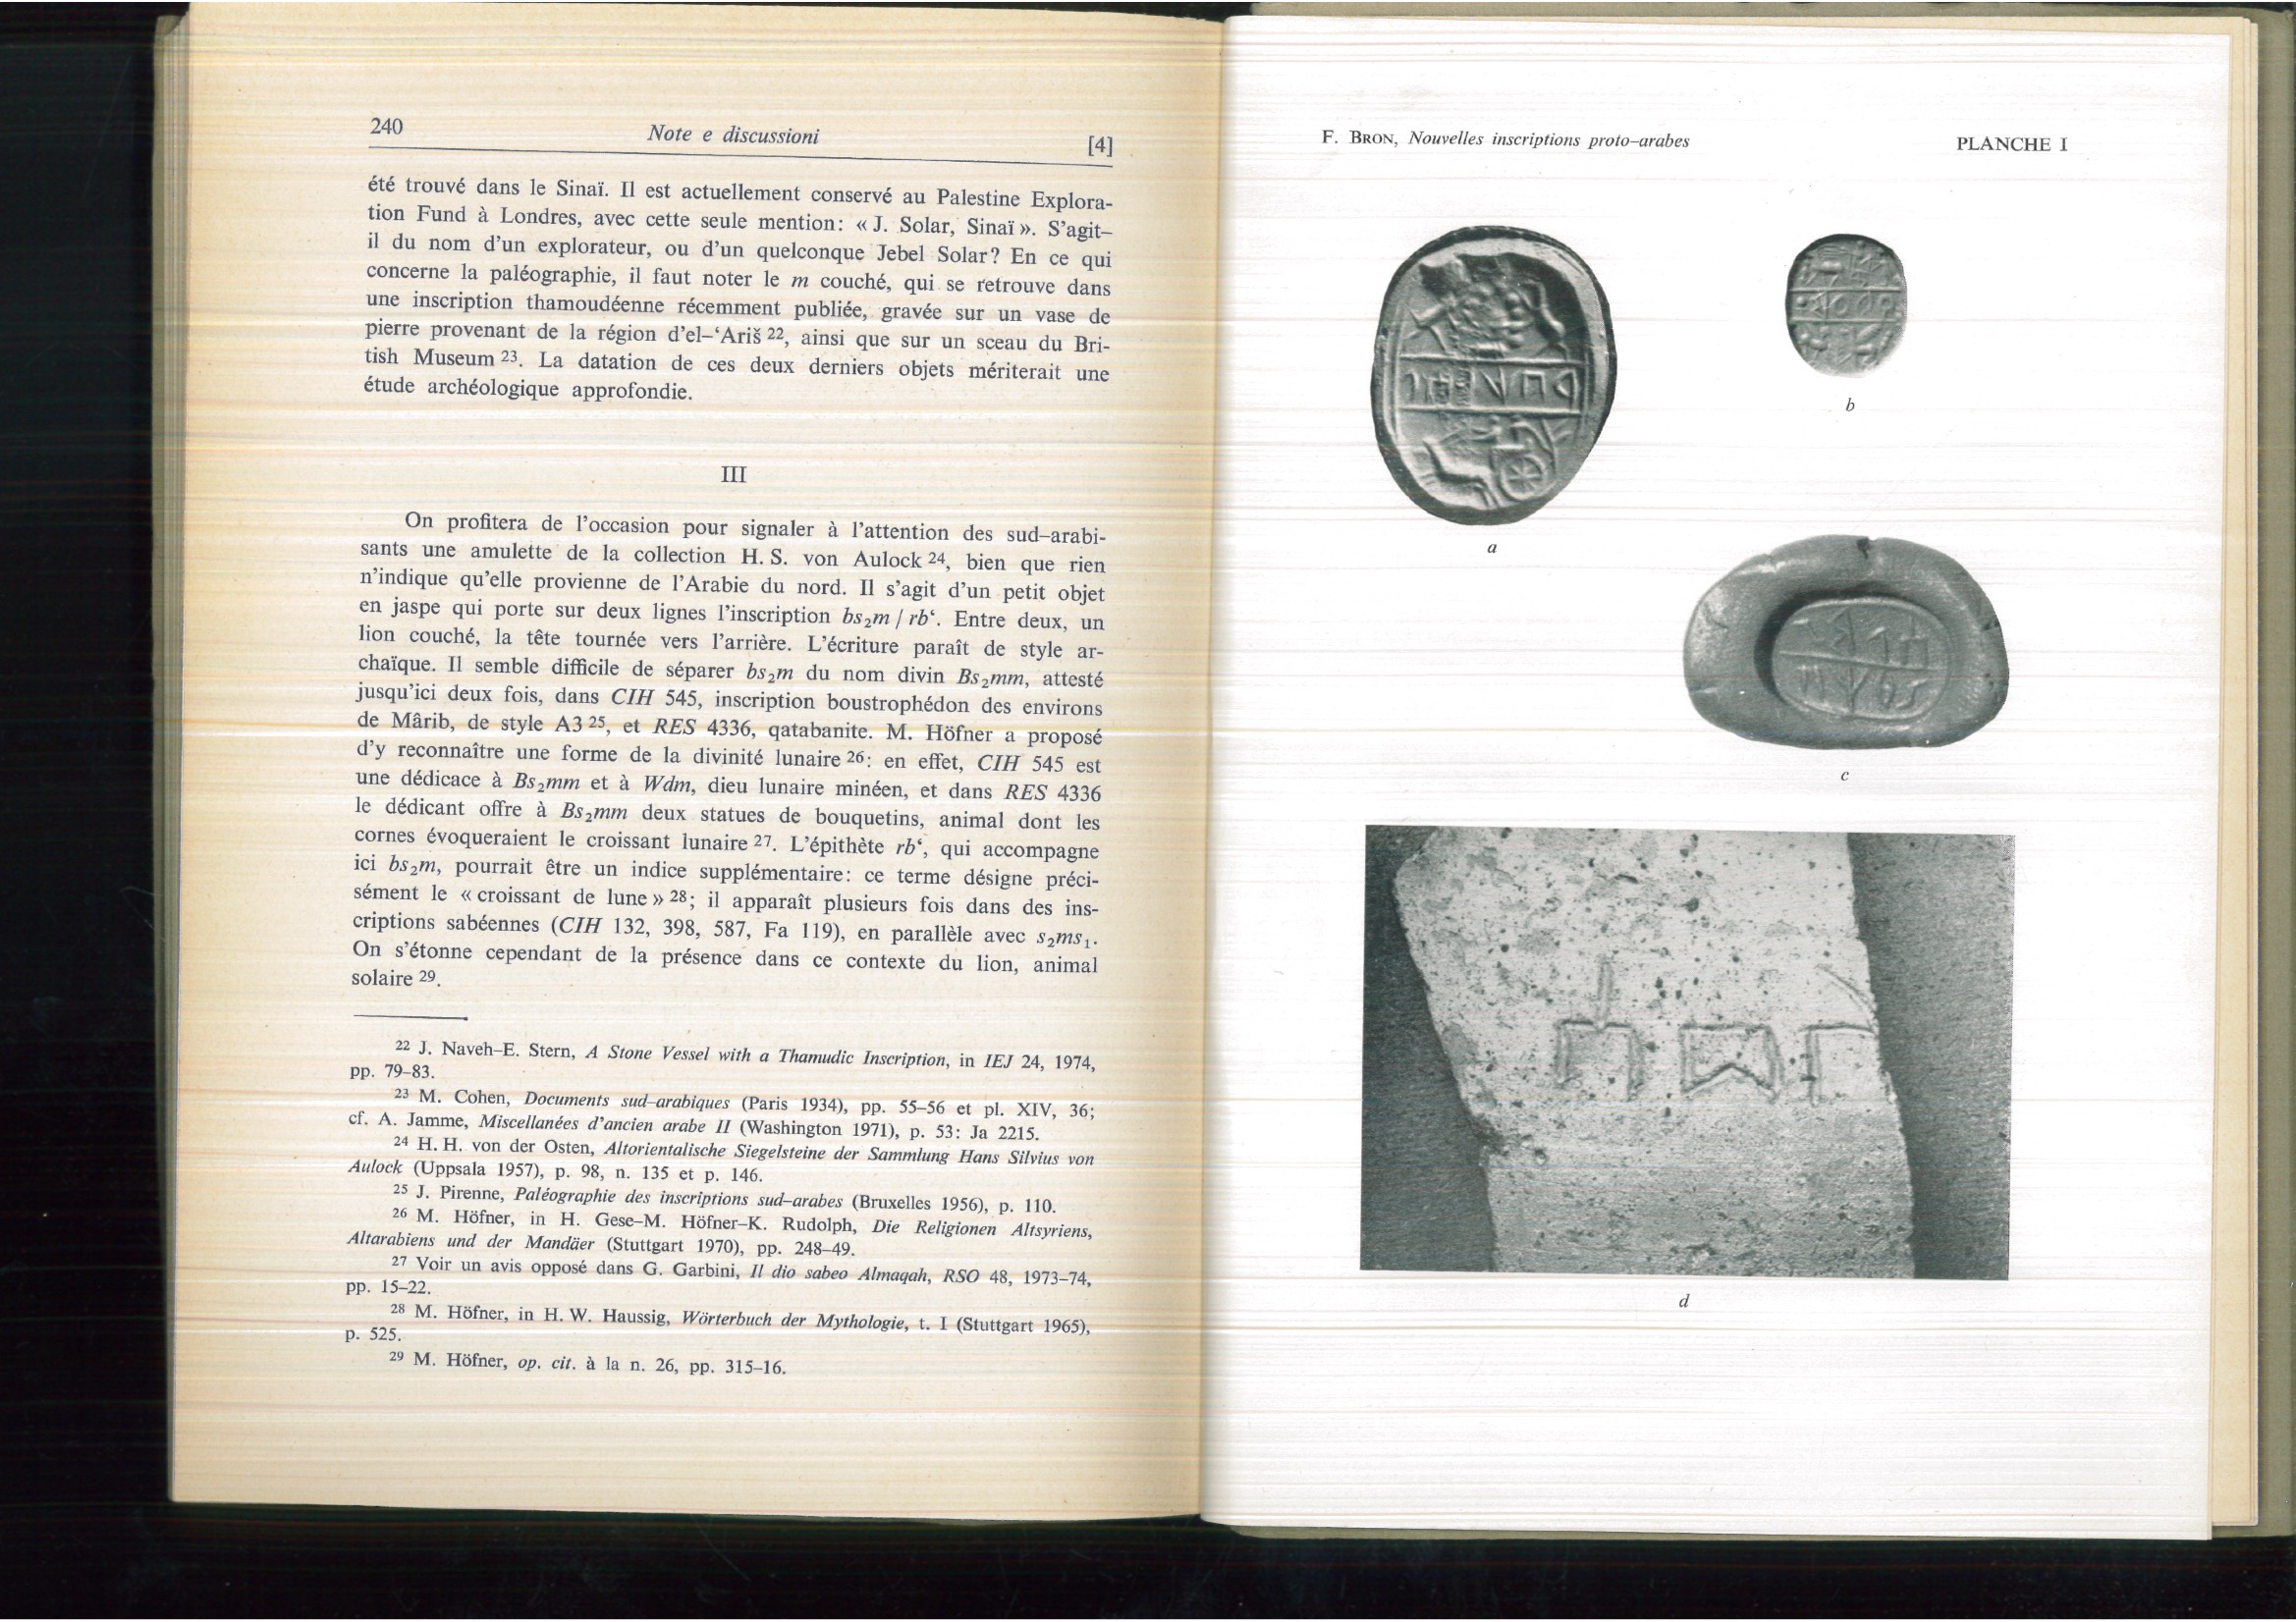 240 Note e discussioni [4]
été trouvé dans le Sinaï. Il est actuellement conservé au Palestine Explora-
tion Fund à Londres, avec cette seule mention: « J. Solar, Sinaï ». S'agit-
il du nom d'un explorateur, ou d'un quelconque Jebel Solar? En ce qui
concerne la paléographie, il faut noter le m couché, qui se retrouve dans
une inscription thamoudéenne récemment publiée, gravée sur un vase de
pierre provenant de la région d'el-‘Ariš 22, ainsi que sur un sceau du Bri-
tish Museum 23. La datation de ces deux derniers objets mériterait une
étude archéologique approfondie.
III
On profitera de l'occasion pour signaler à l'attention des sud-arabi-
sants une amulette de la collection H. S. von Aulock 24, bien que rien
n'indique qu'elle provienne de l'Arabie du nord. Il s'agit d'un petit objet
en jaspe qui porte sur deux lignes l'inscription bs₂m / rb‘. Entre deux, un
lion couché, la tête tournée vers l'arrière. L'écriture paraît de style ar-
chaïque. Il semble difficile de séparer bs₂m du nom divin Bs₂mm, attesté
jusqu'ici deux fois, dans CIH 545, inscription boustrophédon des environs
de Mârib, de style A3 25, et RES 4336, qatabanite. M. Höfner a proposé
d'y reconnaître une forme de la divinité lunaire 26: en effet, CIH 545 est
une dédicace à Bs₂mm et à Wdm, dieu lunaire minéen, et dans RES 4336
le dédicant offre à Bs₂mm deux statues de bouquetins, animal dont les
cornes évoqueraient le croissant lunaire 27. L'épithète rb‘, qui accompagne
ici bs₂m, pourrait être un indice supplémentaire: ce terme désigne préci-
sément le « croissant de lune » 28; il apparaît plusieurs fois dans des ins-
criptions sabéennes (CIH 132, 398, 587, Fa 119), en parallèle avec s₂ms₁.
On s'étonne cependant de la présence dans ce contexte du lion, animal
solaire 29.
22 J. Naveh-E. Stern, A Stone Vessel with a Thamudic Inscription, in IEJ 24, 1974,
pp. 79-83.
23 M. Cohen, Documents sud-arabiques (Paris 1934), pp. 55-56 et pl. XIV, 36;
cf. A. Jamme, Miscellanées d'ancien arabe II (Washington 1971), p. 53: Ja 2215.
24 H. H. von der Osten, Altorientalische Siegelsteine der Sammlung Hans Silvius von
Aulock (Uppsala 1957), p. 98, n. 135 et p. 146.
25 J. Pirenne, Paléographie des inscriptions sud-arabes (Bruxelles 1956), p. 110.
26 M. Höfner, in H. Gese-M. Höfner-K. Rudolph, Die Religionen Altsyriens,
Altarabiens und der Mandäer (Stuttgart 1970), pp. 248-49.
27 Voir un avis opposé dans G. Garbini, Il dio sabeo Almaqah, RSO 48, 1973-74,
pp. 15-22.
28 M. Höfner, in H. W. Haussig, Wörterbuch der Mythologie, t. I (Stuttgart 1965),
p. 525.
29 M. Höfner, op. cit. à la n. 26, pp. 315-16.
F. BRON, Nouvelles inscriptions proto-arabes PLANCHE I
a
b
c
d